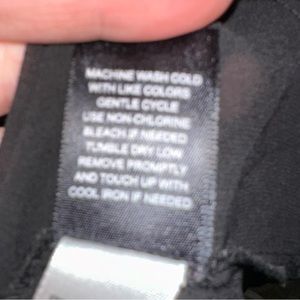 MACHINE WASH COLD
WITH LIKE COLORS
GENTLE CYCLE
USE NON-CHLORINE
BLEACH IF NEEDED
TUMBLE DRY LOW
REMOVE PROMPTLY
AND TOUCH UP WITH
COOL IRON IF NEEDED